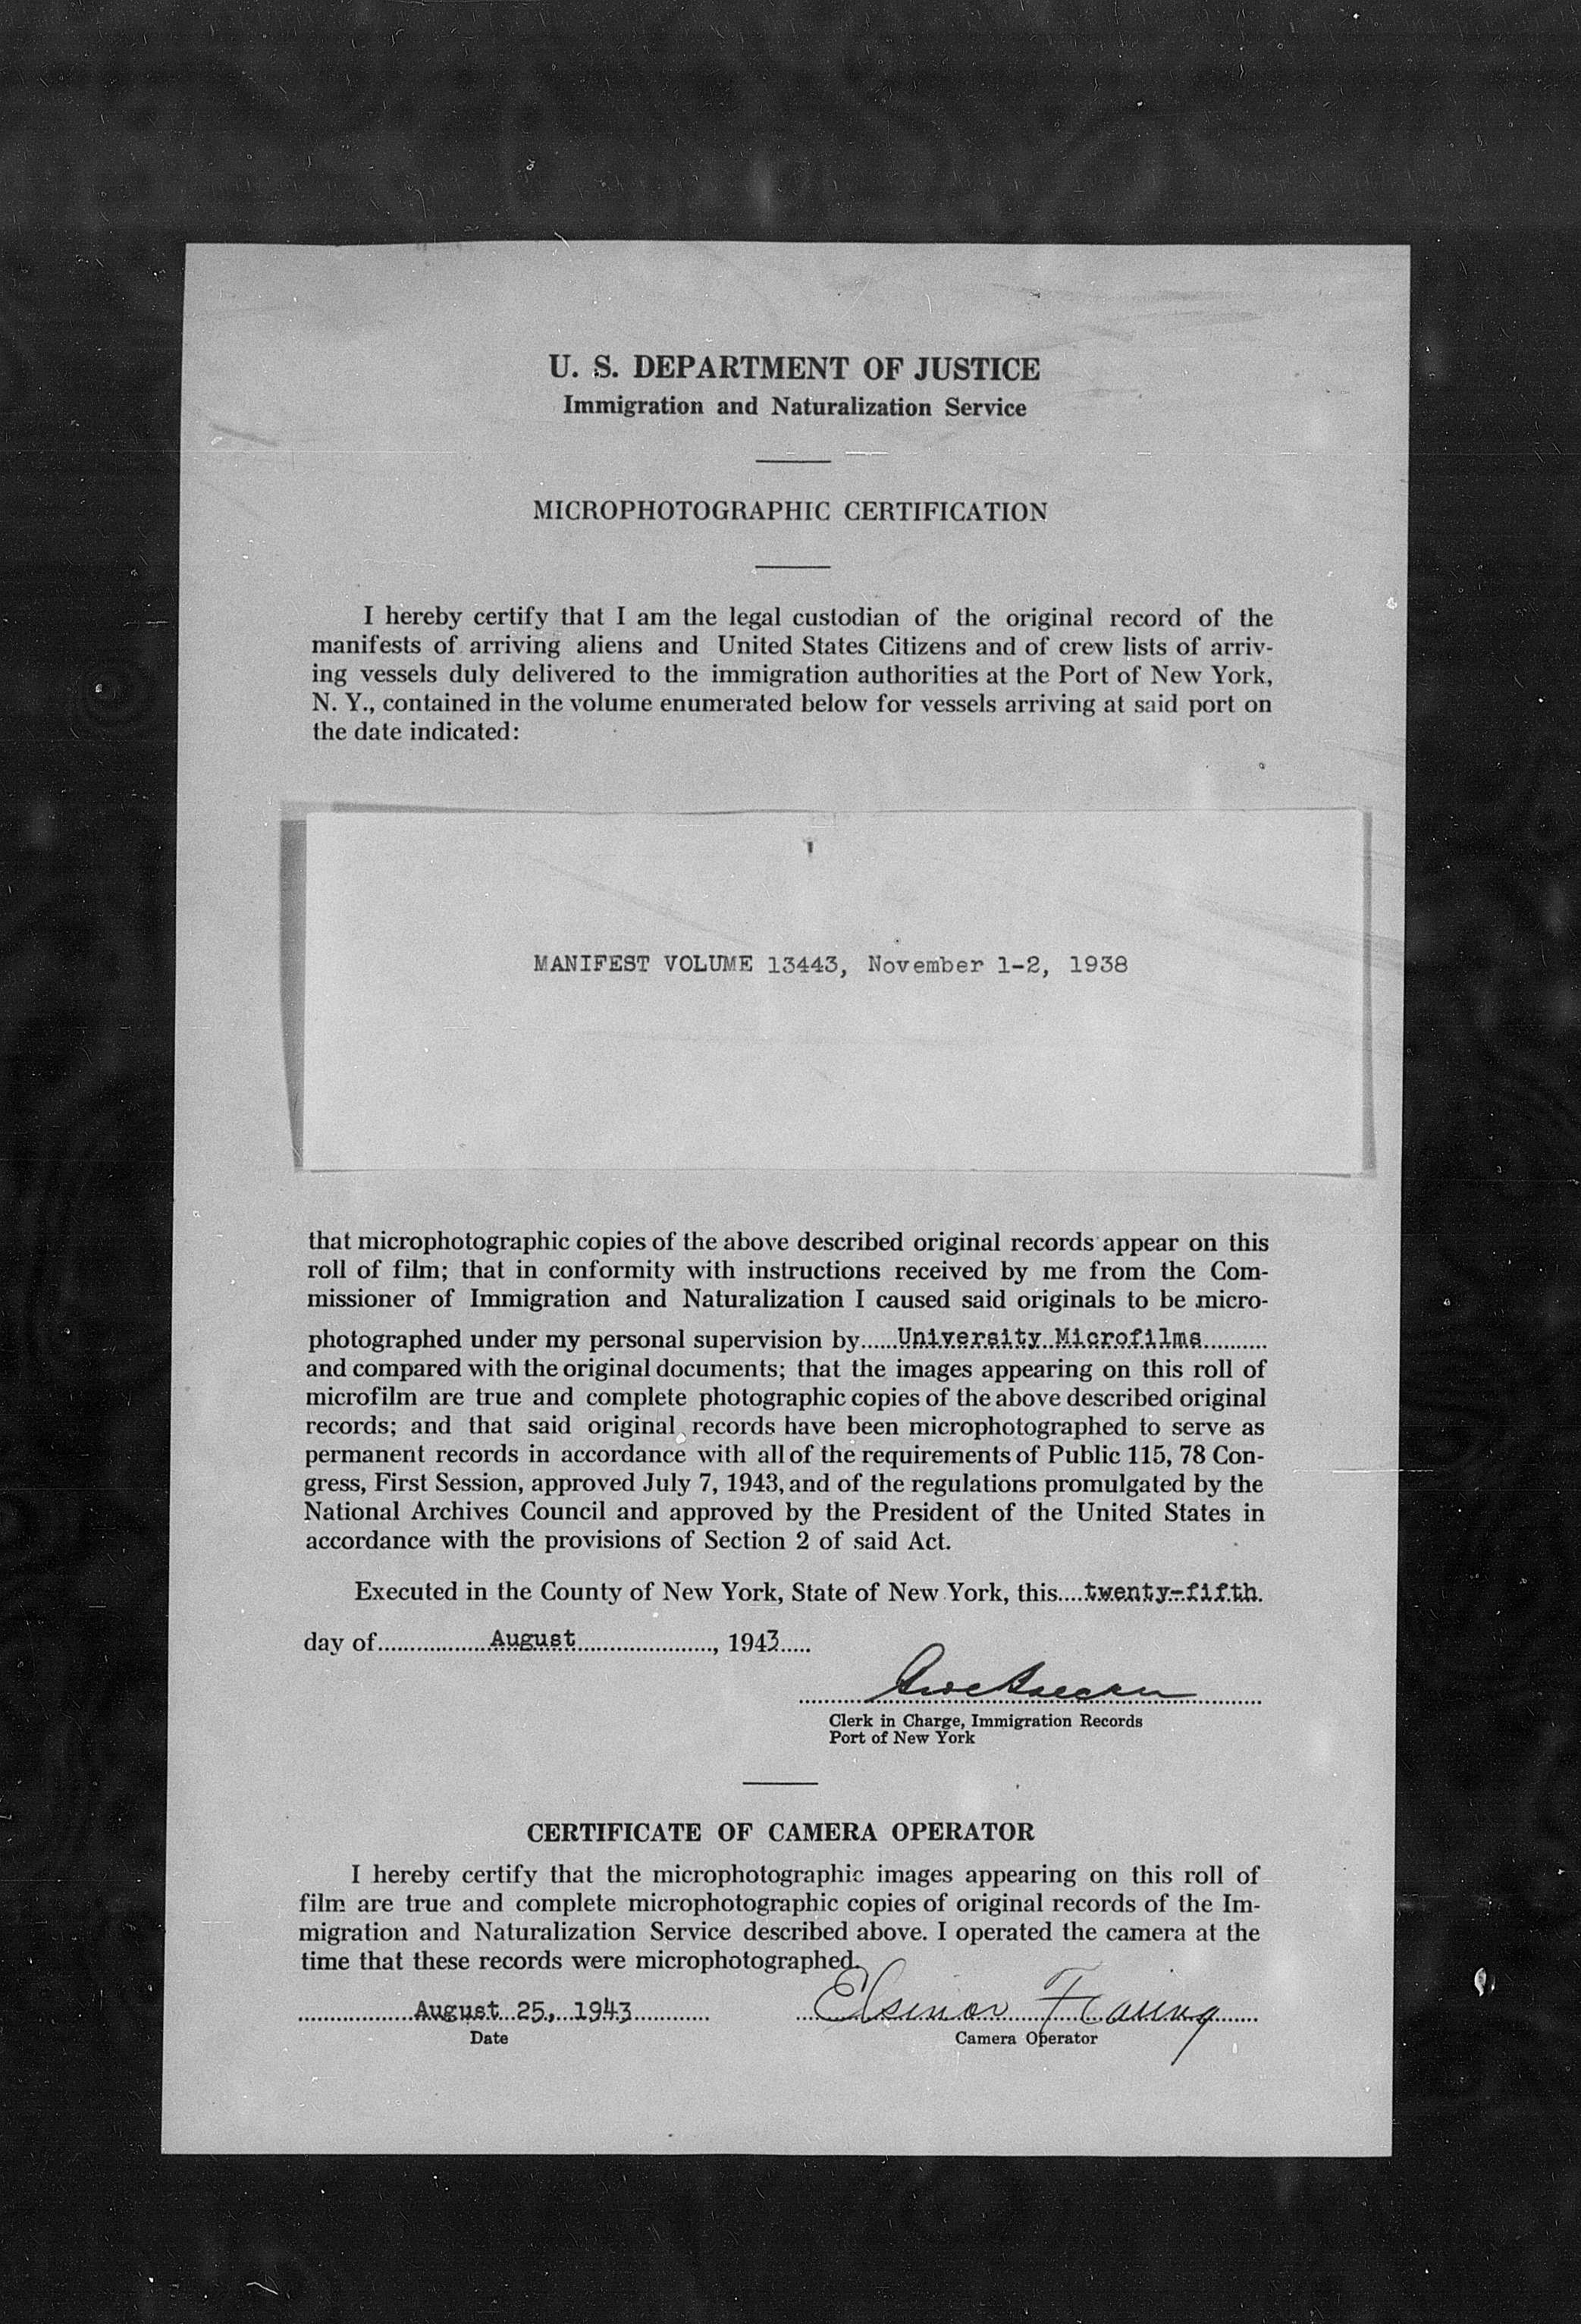 U. S. DEPARTMENT OF JUSTICE
Immigration and Naturalization Service
MICROPHOTOGRAPHIC CERTIFICATION
I hereby certify that I am the legal custodian of the original record of the
manifests of arriving aliens and United States Citizens and of crew lists of arriv-
ing vessels duly delivered to the immigration authorities at the Port of New York,
N. Y., contained in the volume enumerated below for vessels arriving at said port on
the date indicated:
MANIFEST VOLUME 13443, November 1-2, 1938
that microphotographic copies of the above described original records appear on this
roll of film; that in conformity with instructions received by me from the Com-
missioner of Immigration and Naturalization I caused said originals to be micro-
photographed under my personal supervision by University Microfilms
and compared with the original documents; that the images appearing on this roll of
microfilm are true and complete photographic copies of the above described original
records; and that said original records have been microphotographed to serve as
permanent records in accordance with all of the requirements of Public 115, 78 Con-
gress, First Session, approved July 7, 1943, and of the regulations promulgated by the
National Archives Council and approved by the President of the United States in
accordance with the provisions of Section 2 of said Act.
Executed in the County of New York, State of New York, this twenty-fifth
day of August, 1943
Clerk in Charge, Immigration Records
Port of New York
CERTIFICATE OF CAMERA OPERATOR
I hereby certify that the microphotographic images appearing on this roll of
film are true and complete microphotographic copies of original records of the Im-
migration and Naturalization Service described above. I operated the camera at the
time that these records were microphotographed.
August 25, 1943 Elsinor
Date Camera Operator